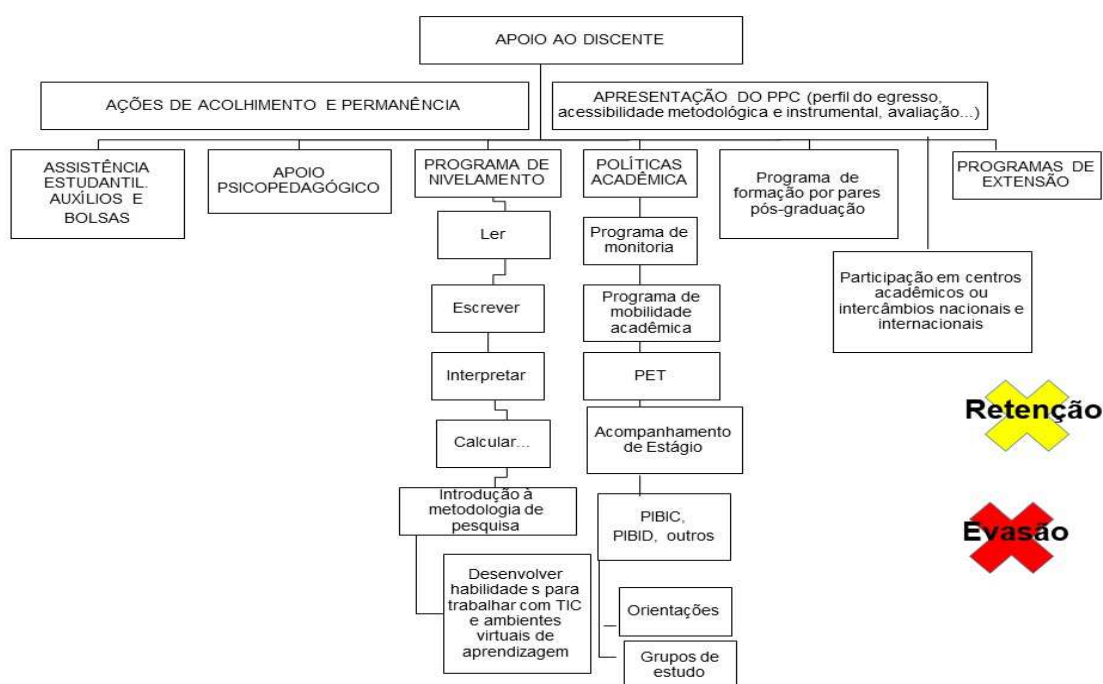 APOIO AO DISCENTE
AÇÕES DE ACOLHIMENTO E PERMANÊNCIA
APRESENTAÇÃO DO PPC (perfil do egresso,
acessibilidade metodológica e instrumental, avaliação...)
ASSISTÊNCIA
ESTUDANTIL.
AUXÍLIOS E
BOLSAS
APOIO
PSICOPEDAGÓGICO
PROGRAMA DE
NIVELAMENTO
POLÍTICAS
ACADÊMICA
Programa de
formação por pares
pós-graduação
PROGRAMAS DE
EXTENSÃO
Ler
Escrever
Interpretar
Calcular...
Introdução à
metodologia de
pesquisa
Desenvolver
habilidade s para
trabalhar com TIC
e ambientes
virtuais de
aprendizagem
Programa de
monitoria
Programa de
mobilidade
acadêmica
PET
Acompanhamento
de Estágio
PIBIC,
PIBID, outros
Orientações
Grupos de
estudo
Participação em centros
acadêmicos ou
intercâmbios nacionais e
internacionais
Retenção
Evasão